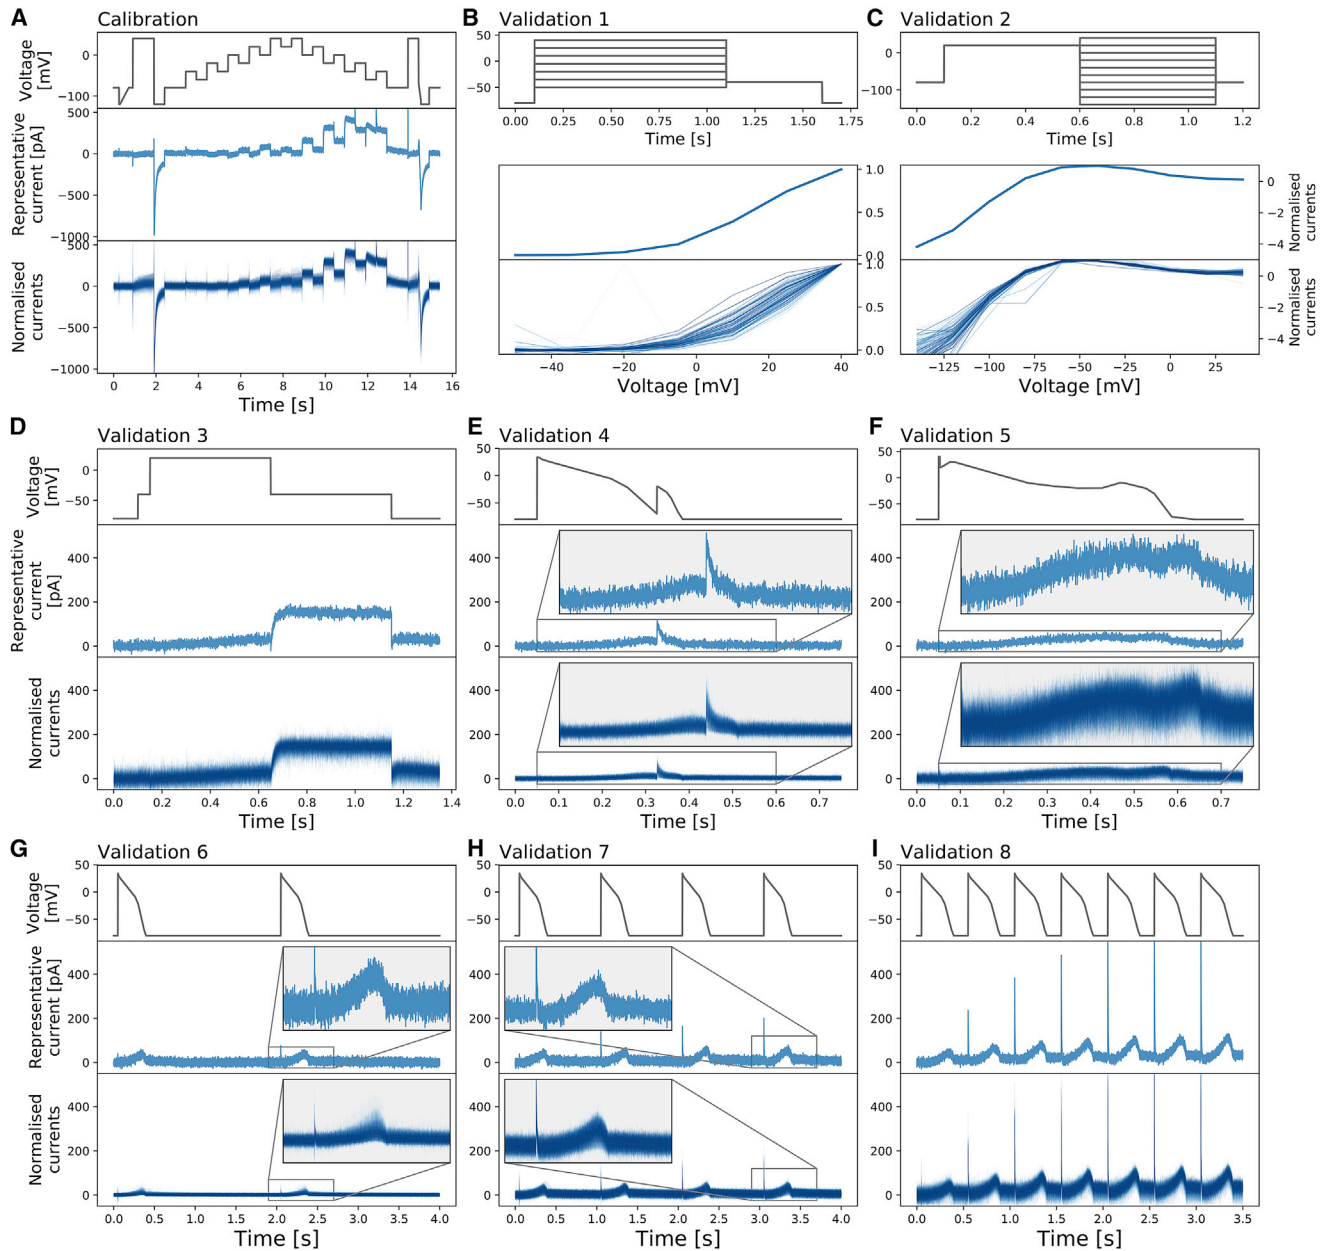 A Calibration
Voltage [mV]
0
−100
Representative current [pA]
500
0
−500
−1000
Normalised currents
500
0
−500
−1000
0 2 4 6 8 10 12 14 16
Time [s]
B Validation 1
50
0
−50
0.00 0.25 0.50 0.75 1.00 1.25 1.50 1.75
Time [s]
1.0
0.5
0.0
1.0
0.5
0.0
−40 −20 0 20 40
Voltage [mV]
C Validation 2
0
−100
0.0 0.2 0.4 0.6 0.8 1.0 1.2
Time [s]
0
−2
−4
Normalised currents
0
−2
−4
Normalised currents
−125 −100 −75 −50 −25 0 25
Voltage [mV]
D Validation 3
Voltage [mV]
0
−50
Representative current [pA]
400
200
0
Normalised currents
400
200
0
0.0 0.2 0.4 0.6 0.8 1.0 1.2 1.4
Time [s]
E Validation 4
50
0
−50
400
200
0
400
200
0
0.0 0.1 0.2 0.3 0.4 0.5 0.6 0.7
Time [s]
F Validation 5
50
0
−50
400
200
0
400
200
0
0.0 0.1 0.2 0.3 0.4 0.5 0.6 0.7
Time [s]
G Validation 6
Voltage [mV]
50
0
−50
Representative current [pA]
400
200
0
Normalised currents
400
200
0
0.0 0.5 1.0 1.5 2.0 2.5 3.0 3.5 4.0
Time [s]
H Validation 7
50
0
−50
400
200
0
400
200
0
0.0 0.5 1.0 1.5 2.0 2.5 3.0 3.5 4.0
Time [s]
I Validation 8
50
0
−50
400
200
0
400
200
0
0.0 0.5 1.0 1.5 2.0 2.5 3.0 3.5
Time [s]